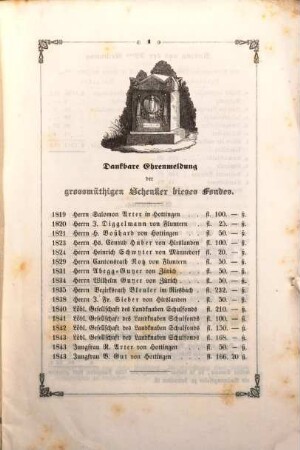 Dankbare Ehrenmeldung
der
grossmüthigen Schenker dieses Fondes.
1819 Herrn Salomon Arter in Hottingen fl. 100. — ß.
1820 Herrn J. Diggelmann von Fluntern fl. 25. — ß.
1821 Herrn H. Boßhard von Hottingen fl. 50. — ß.
1823 Herrn Hs. Conrad Huber von Hirslanden fl. 100. — ß.
1824 Herrn Heinrich Schwyter von Männedorf fl. 20. — ß.
1829 Herrn Cantonsrath Notz von Fluntern fl. 50. — ß.
1831 Herrn Abegg-Guyer von Zürich fl. 50. — ß.
1834 Herrn Wilhelm Guyer von Zürich fl. 50. — ß.
1835 Herrn Bezirksrath Bleuler im Riesbach fl. — ß.
1838 Herrn J. Fr. Sieber von Hirslanden fl. 50. — ß.
1840 Löbl. Gesellschaft des Landknaben Schulfonds fl. 210. — ß.
1841 Löbl. Gesellschaft des Landknaben Schulfonds fl. 100. — ß.
1842 Löbl. Gesellschaft des Landknaben Schulfonds fl. 130. — ß.
1843 Löbl. Gesellschaft des Landknaben Schulfonds fl. 168. — ß.
1843 Jungfrau R. Arter von Hottingen fl. 50. — ß.
1843 Jungfrau B. Gut von Hottingen fl. 166. 20 ß.